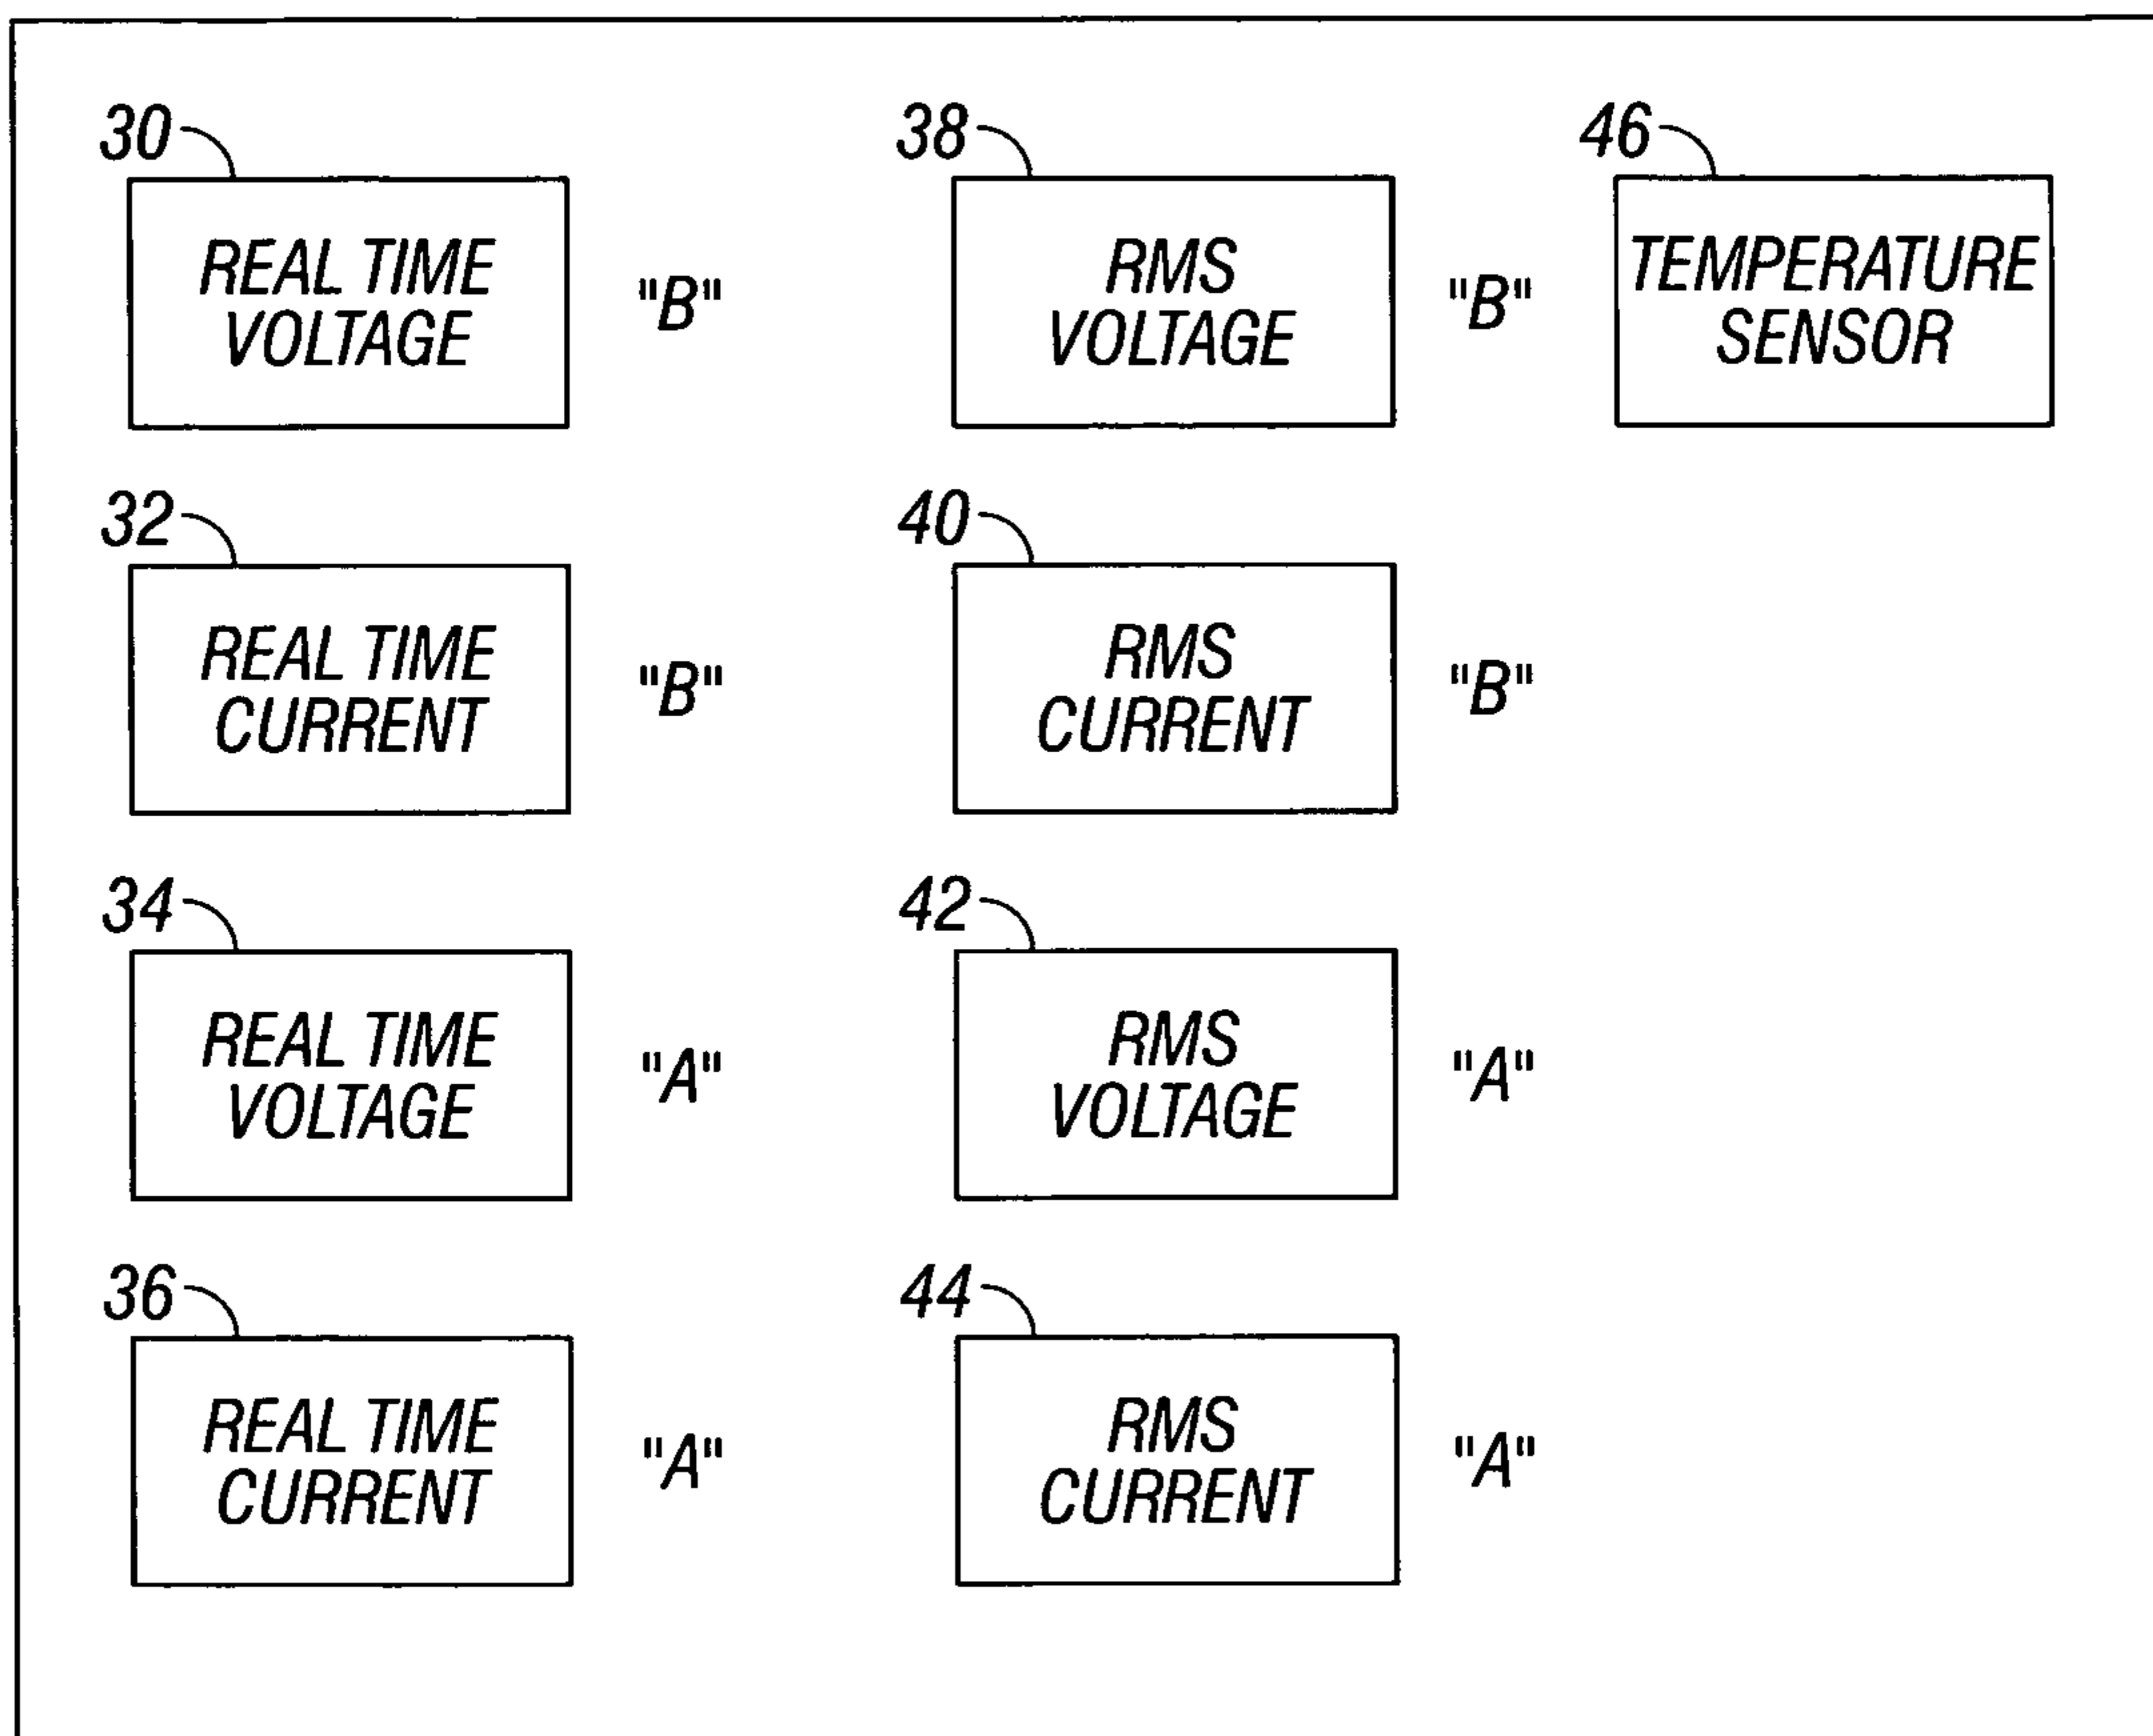 30
38
46
REAL TIME
VOLTAGE
"B"
RMS
VOLTAGE
"B"
TEMPERATURE
SENSOR
32
40
REAL TIME
CURRENT
"B"
RMS
CURRENT
"B"
34
42
REAL TIME
VOLTAGE
"A"
RMS
VOLTAGE
"A"
36
44
REAL TIME
CURRENT
"A"
RMS
CURRENT
"A"